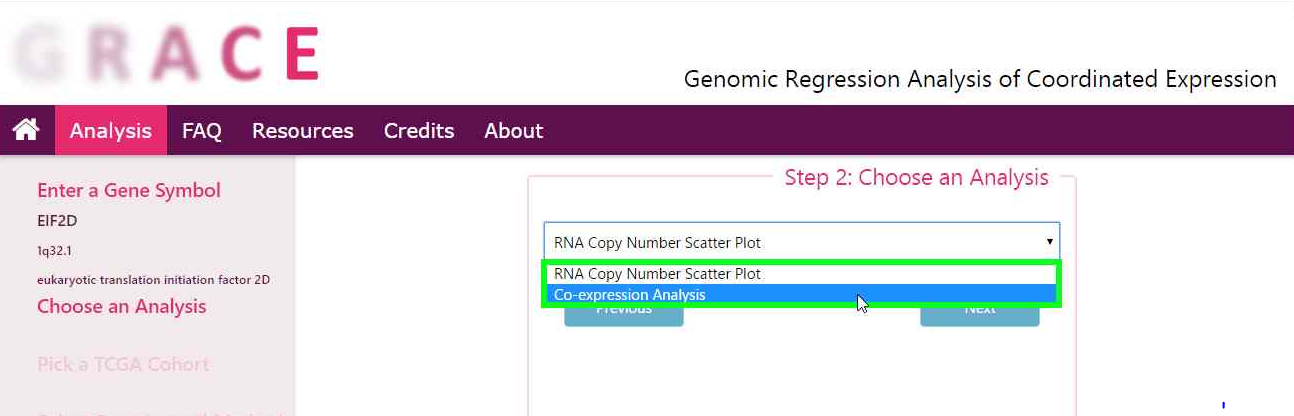 GRACE
Genomic Regression Analysis of Coordinated Expression
Analysis FAQ Resources Credits About
Enter a Gene Symbol
EIF2D
1q32.1
eukaryotic translation initiation factor 2D
Choose an Analysis
Pick a TCGA Cohort
Step 2: Choose an Analysis
RNA Copy Number Scatter Plot
RNA Copy Number Scatter Plot
Co-expression Analysis
Previous Next